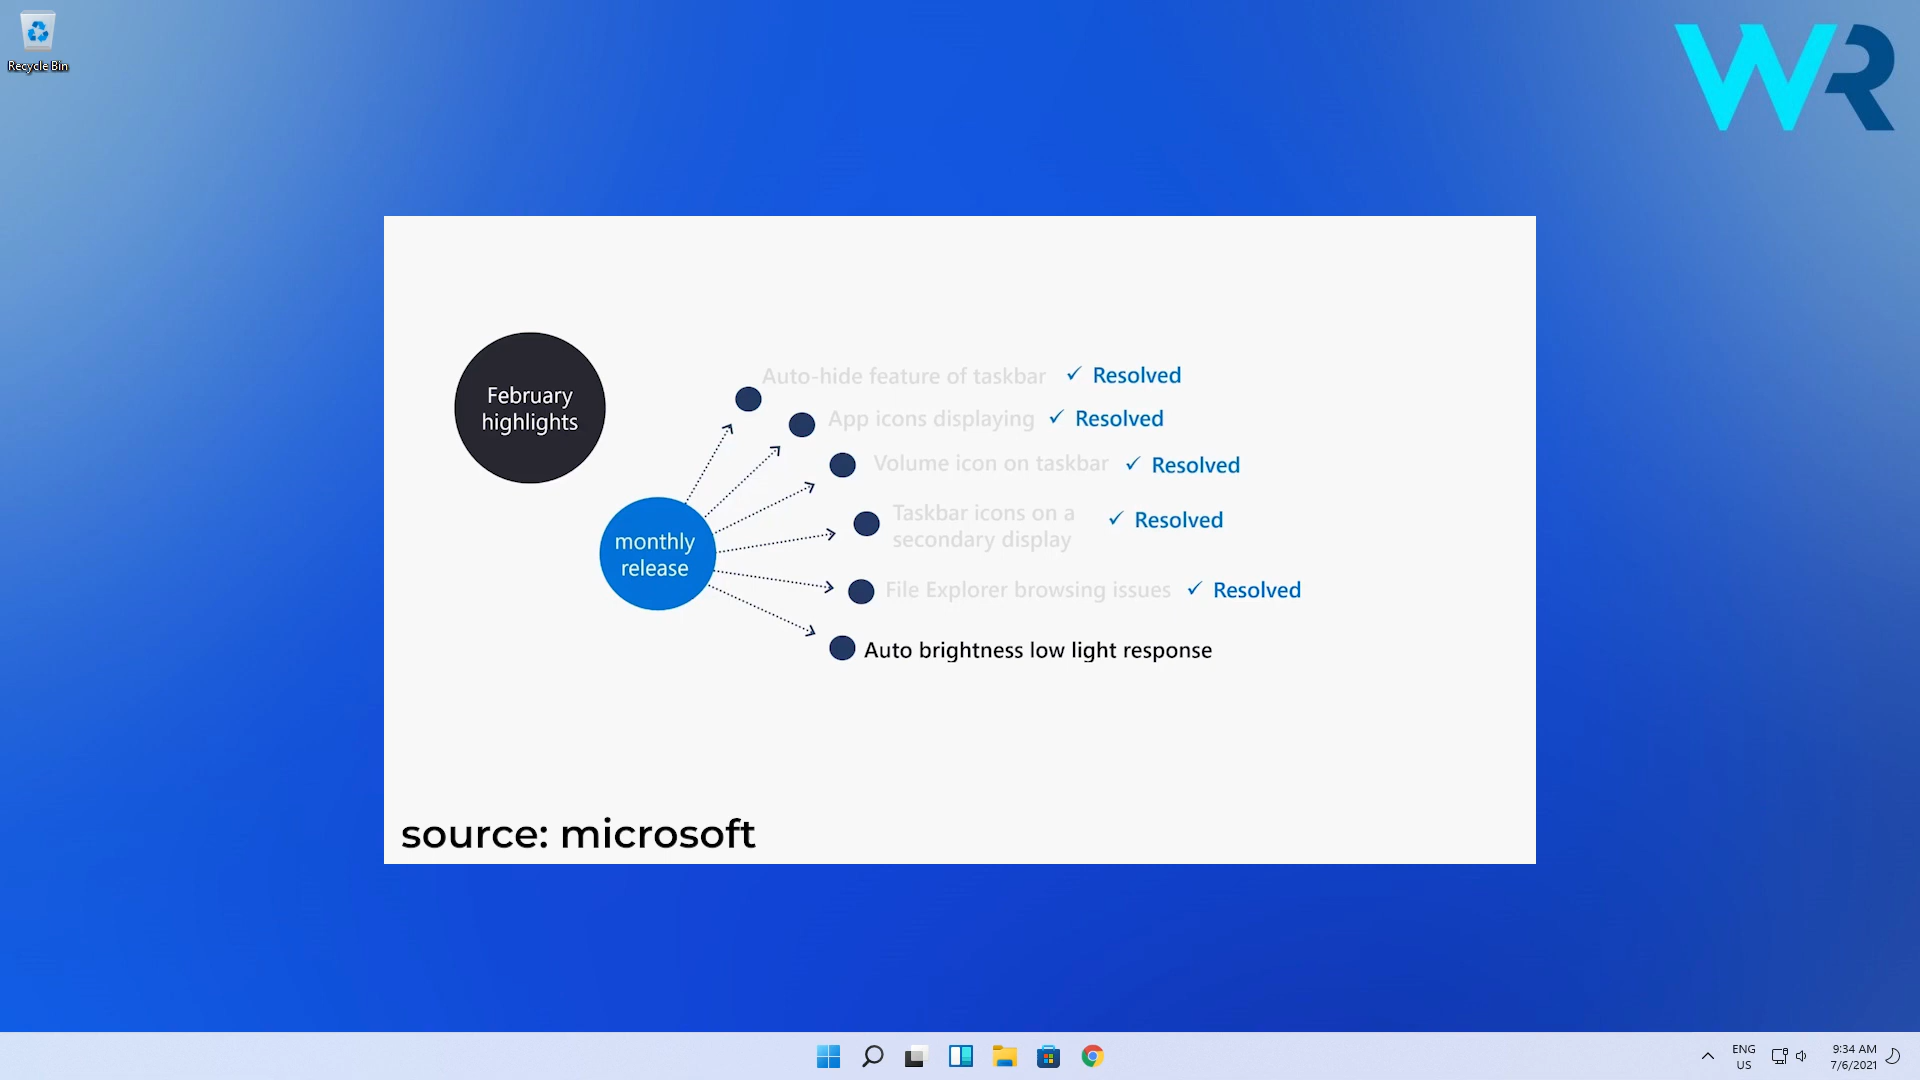 Recycle Bin
WR
February
highlights
monthly
release
Auto-hide feature of taskbar ✓ Resolved
App icons displaying ✓ Resolved
Volume icon on taskbar ✓ Resolved
Taskbar icons on a
secondary display ✓ Resolved
File Explorer browsing issues ✓ Resolved
Auto brightness low light response
source: microsoft
ENG
US
9:34 AM
7/6/2021